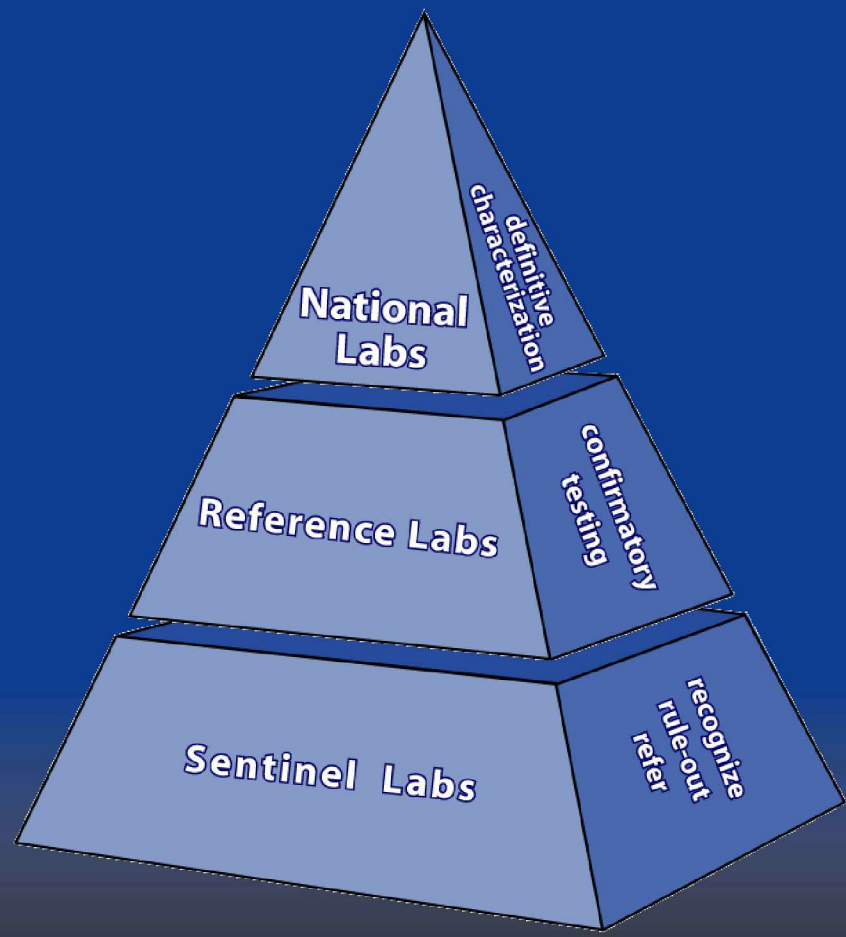 National
Labs
definitive
characterization
Reference Labs
confirmatory
testing
Sentinel Labs
recognize
rule-out
refer